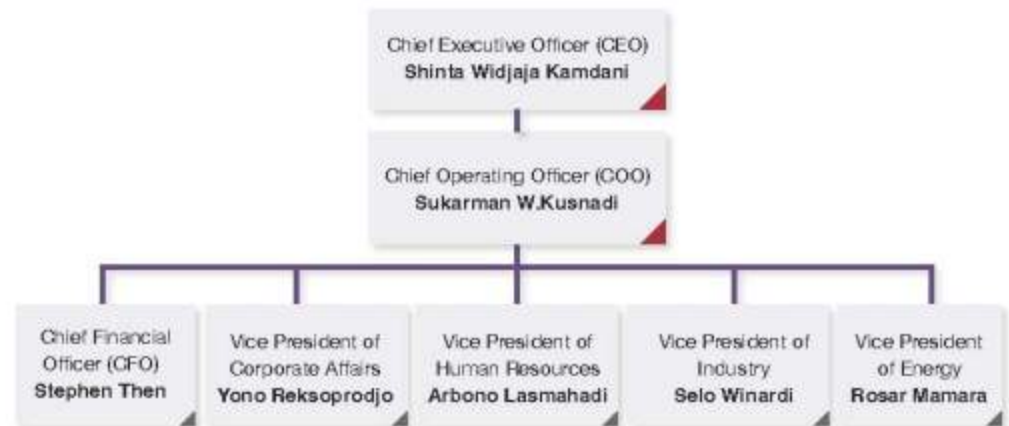 Chief Executive Officer (CEO)
Shinta Widjaja Kamdani
Chief Operating Officer (COO)
Sukarman W.Kusnadi
Chief Financial
Officer (CFO)
Stephen Then
Vice President of
Corporate Affairs
Yono Reksoprodjo
Vice President of
Human Resources
Arbono Lasmahadi
Vice President of
Industry
Selo Winardi
Vice President
of Energy
Rosar Mamara